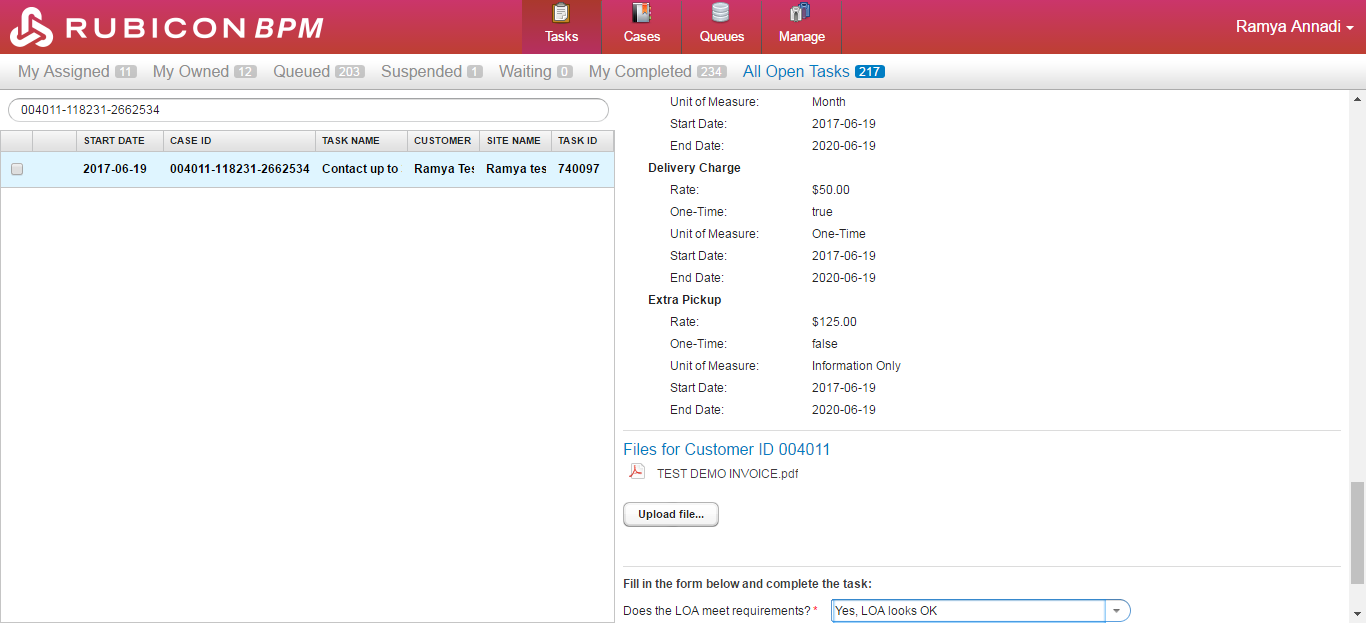 RUBICON BPM
Tasks Cases Queues Manage
Ramya Annadi
My Assigned 11 My Owned 12 Queued 203 Suspended 1 Waiting 0 My Completed 234 All Open Tasks 217
004011-118231-2662534
START DATE CASE ID TASK NAME CUSTOMER SITE NAME TASK ID
2017-06-19 004011-118231-2662534 Contact up to Ramya Tes Ramya tes 740097
Unit of Measure: Month
Start Date: 2017-06-19
End Date: 2020-06-19
Delivery Charge
Rate: $50.00
One-Time: true
Unit of Measure: One-Time
Start Date: 2017-06-19
End Date: 2020-06-19
Extra Pickup
Rate: $125.00
One-Time: false
Unit of Measure: Information Only
Start Date: 2017-06-19
End Date: 2020-06-19
Files for Customer ID 004011
TEST DEMO INVOICE.pdf
Upload file...
Fill in the form below and complete the task:
Does the LOA meet requirements? * Yes, LOA looks OK